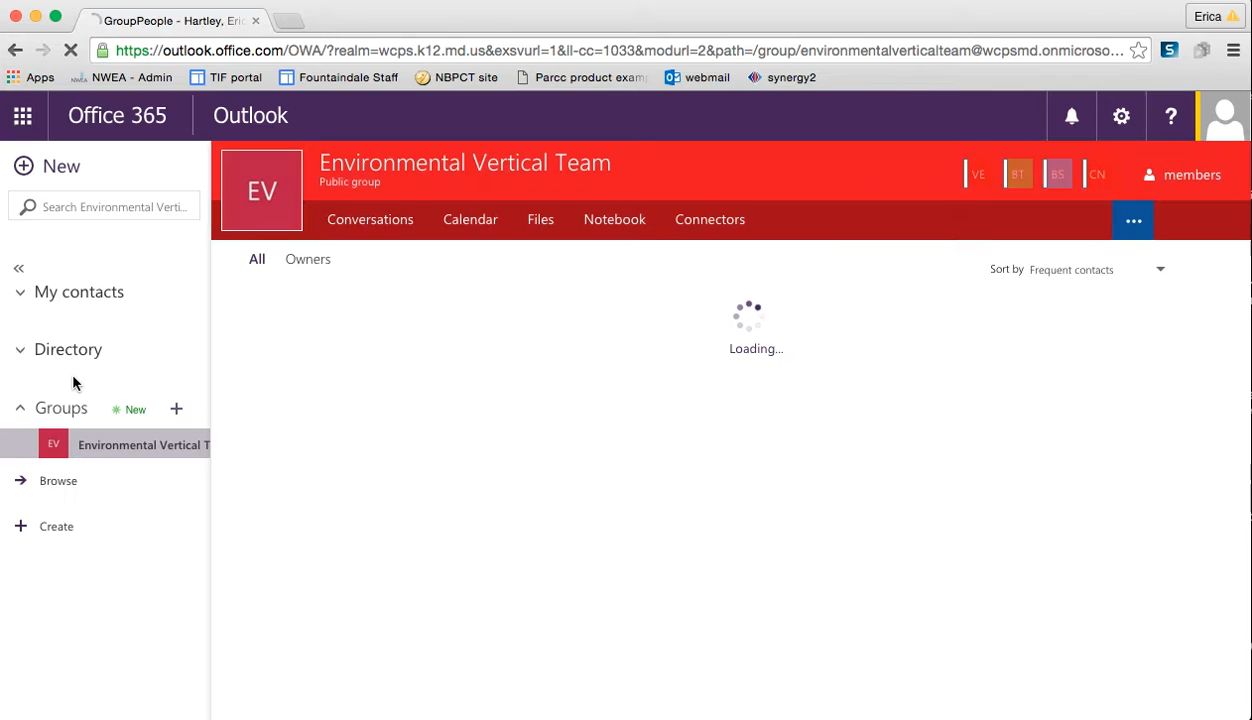 GroupPeople - Hartley, Eri
Erica
https://outlook.office.com/OWA/?realm=wcps.k12.md.us&exsvurl=1&ll-cc=1033&modurl=2&path=/group/environmentalverticalteam@wcpsmd.onmicroso...
Apps NWEA - Admin TIF portal Fountaindale Staff NBPCT site Parcc product exam webmail synergy2
Office 365 Outlook ?
New
Search Environmental Verti...
My contacts
Directory
Groups New
EV Environmental Vertical T
Browse
Create
EV
Environmental Vertical Team
Public group
VE BT BS CN members
Conversations Calendar Files Notebook Connectors ...
All Owners
Sort by Frequent contacts
Loading...